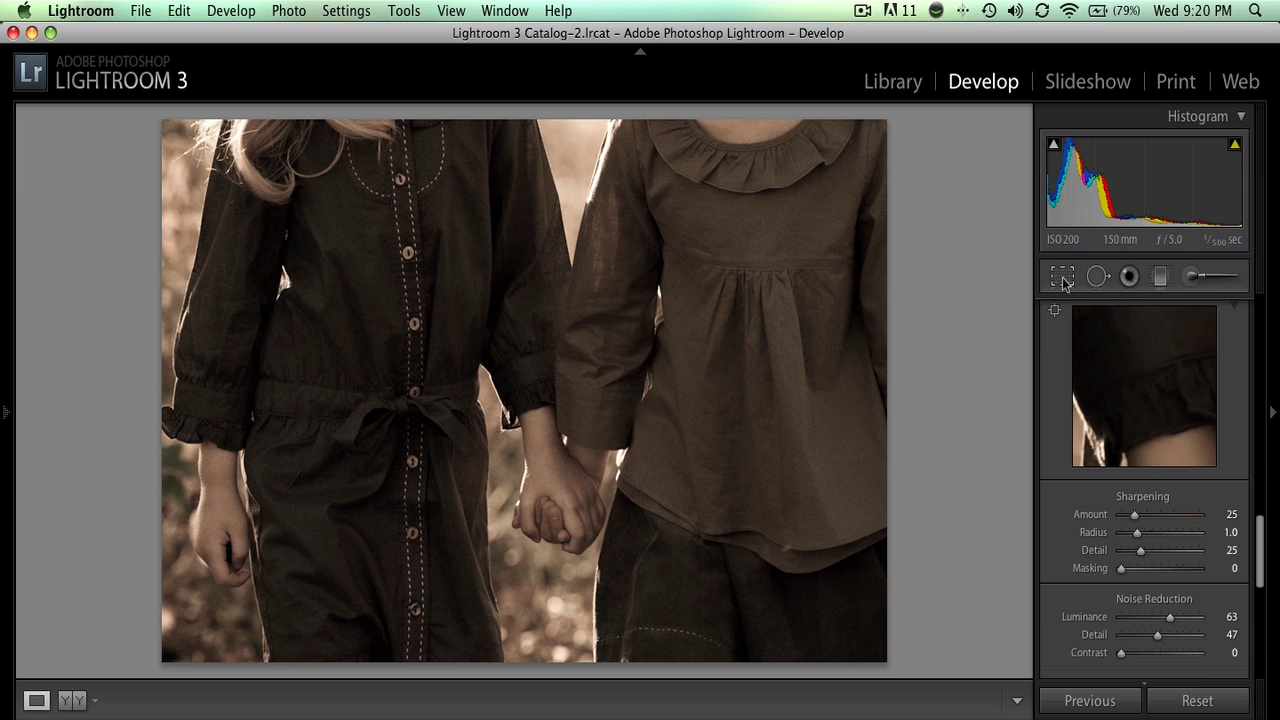 Lightroom File Edit Develop Photo Settings Tools View Window Help 11 (79%) Wed 9:20 PM
Lightroom 3 Catalog-2.lrcat – Adobe Photoshop Lightroom – Develop
Lr ADOBE PHOTOSHOP
LIGHTROOM 3
Library Develop Slideshow Print Web
Histogram
ISO 200 150 mm ƒ / 5.0 1/500 sec
Sharpening
Amount 25
Radius 1.0
Detail 25
Masking 0
Noise Reduction
Luminance 63
Detail 47
Contrast 0
Y Y
Previous Reset